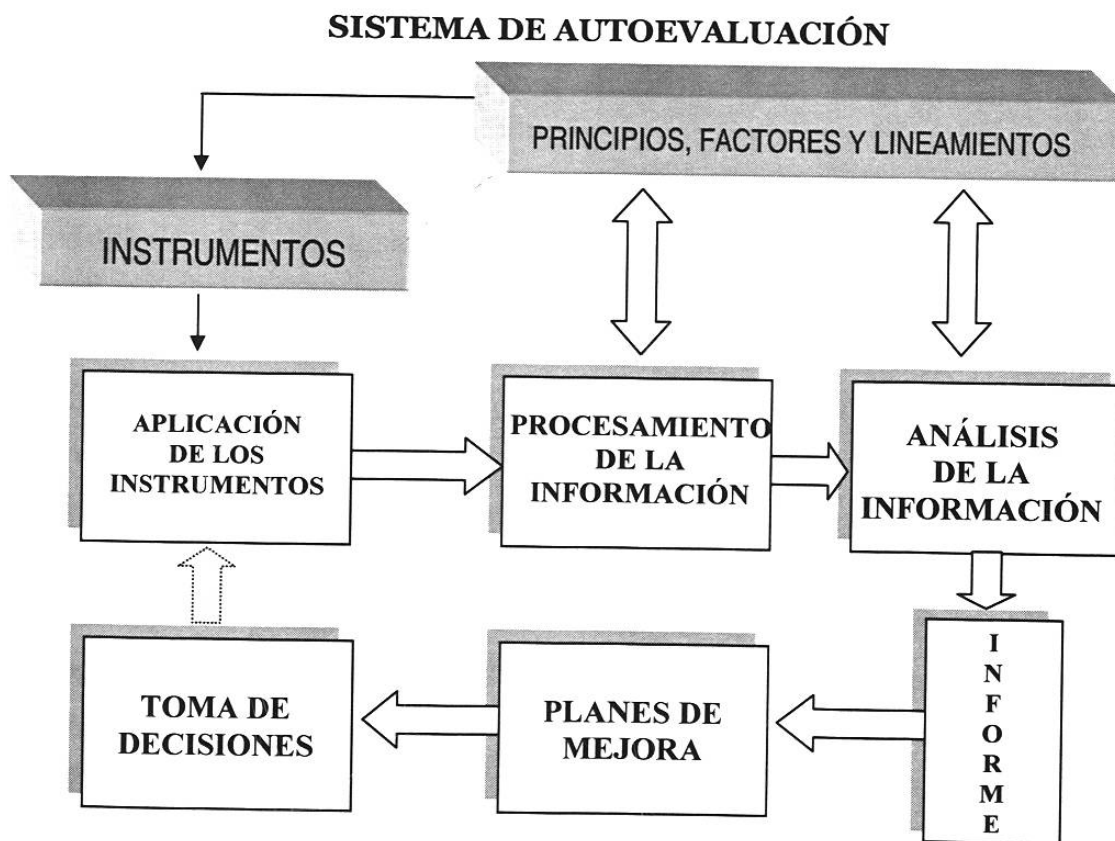 SISTEMA DE AUTOEVALUACIÓN
PRINCIPIOS, FACTORES Y LINEAMIENTOS
INSTRUMENTOS
APLICACIÓN
DE LOS
INSTRUMENTOS
PROCESAMIENTO
DE LA
INFORMACIÓN
ANÁLISIS
DE LA
INFORMACIÓN
I
N
F
O
R
M
E
PLANES DE
MEJORA
TOMA DE
DECISIONES